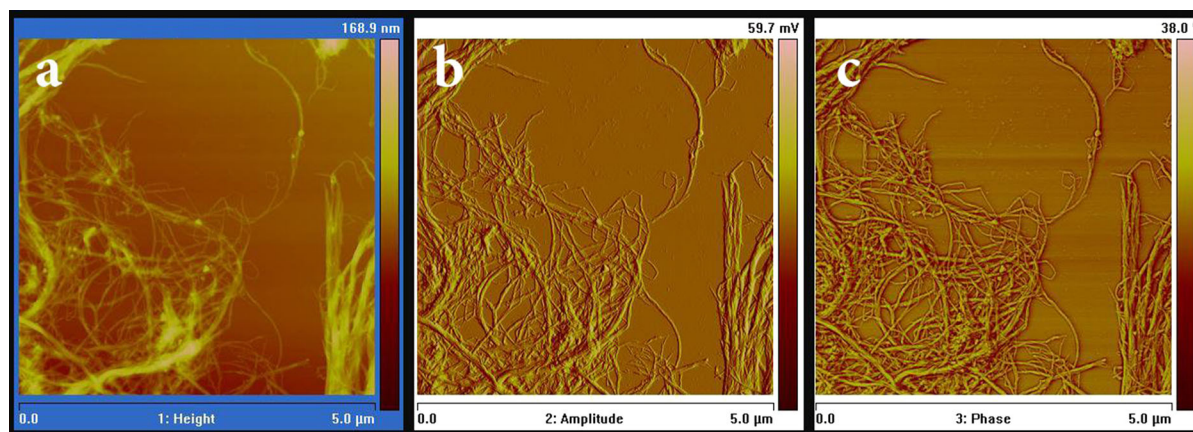 168.9 nm
a
0.0 1: Height 5.0 µm
59.7 mV
b
0.0 2: Amplitude 5.0 µm
38.0
c
0.0 3: Phase 5.0 µm